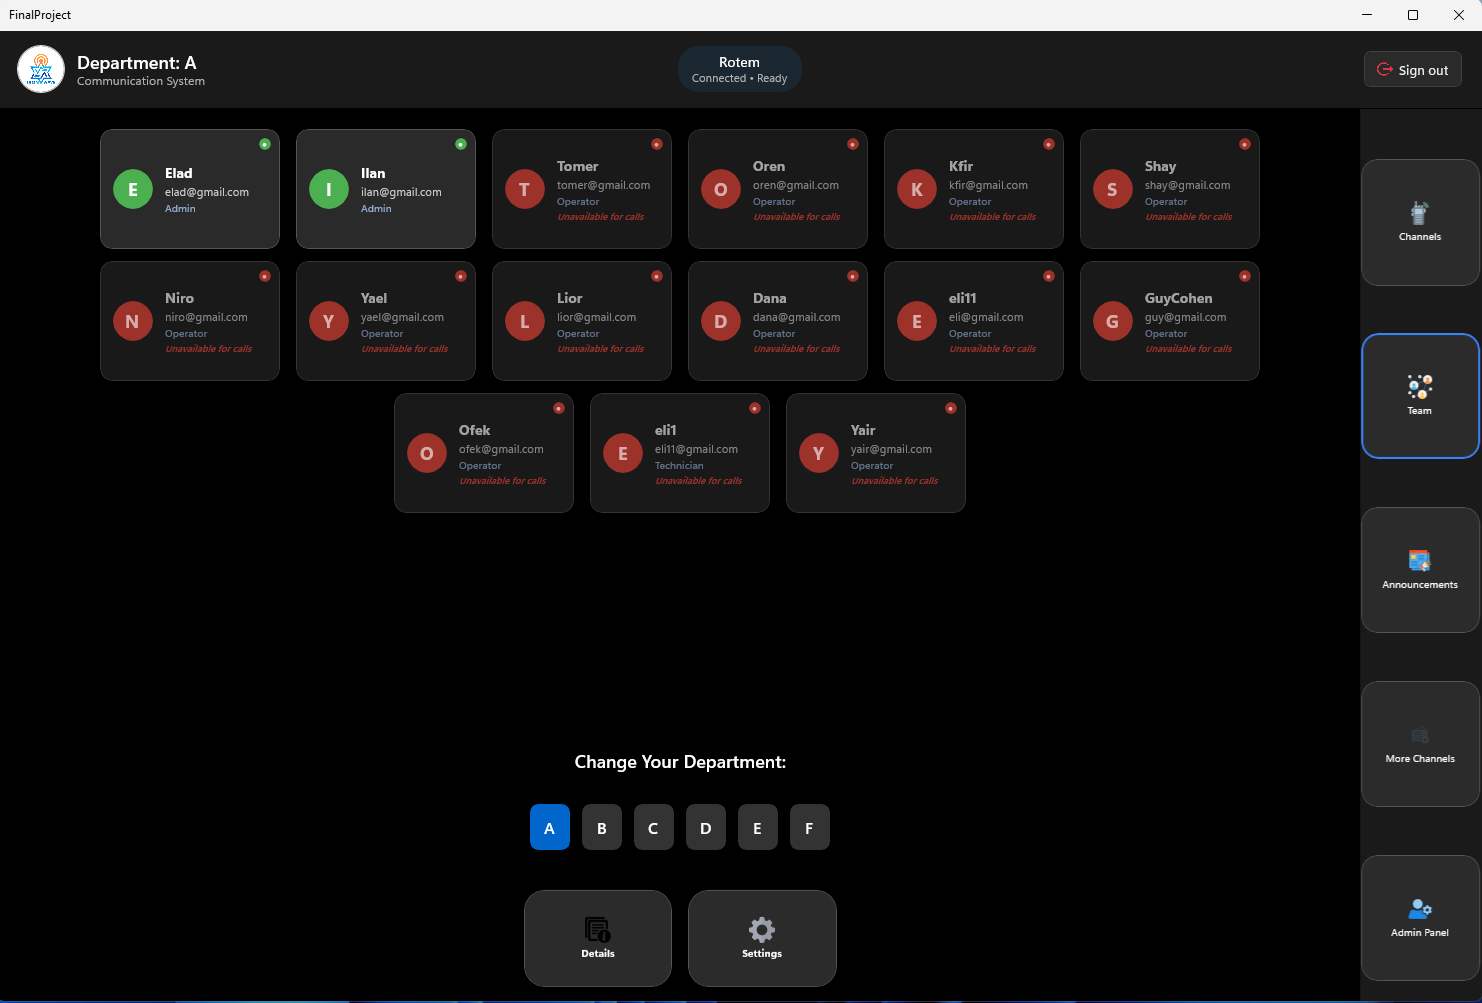 FinalProject
Department: A
Communication System
Rotem
Connected • Ready
Sign out
E
Elad
elad@gmail.com
Admin
I
Ilan
ilan@gmail.com
Admin
T
Tomer
tomer@gmail.com
Operator
Unavailable for calls
O
Oren
oren@gmail.com
Operator
Unavailable for calls
K
Kfir
kfir@gmail.com
Operator
Unavailable for calls
S
Shay
shay@gmail.com
Operator
Unavailable for calls
N
Niro
niro@gmail.com
Operator
Unavailable for calls
Y
Yael
yael@gmail.com
Operator
Unavailable for calls
L
Lior
lior@gmail.com
Operator
Unavailable for calls
D
Dana
dana@gmail.com
Operator
Unavailable for calls
E
eli11
eli@gmail.com
Operator
Unavailable for calls
G
GuyCohen
guy@gmail.com
Operator
Unavailable for calls
O
Ofek
ofek@gmail.com
Operator
Unavailable for calls
E
eli1
eli11@gmail.com
Technician
Unavailable for calls
Y
Yair
yair@gmail.com
Operator
Unavailable for calls
Change Your Department:
A B C D E F
Details
Settings
Channels
Team
Announcements
More Channels
Admin Panel